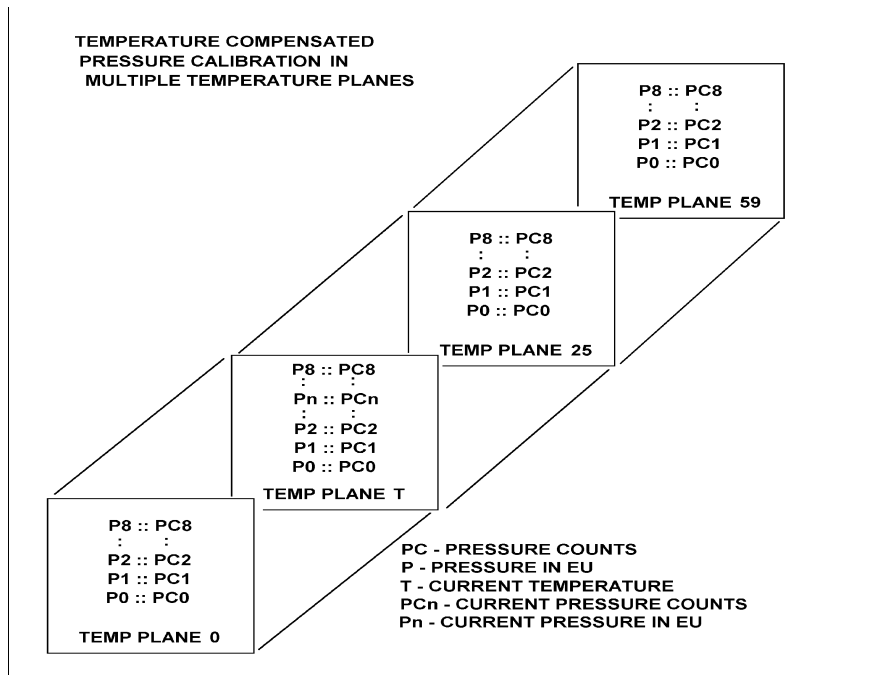 TEMPERATURE COMPENSATED
PRESSURE CALIBRATION IN
MULTIPLE TEMPERATURE PLANES
P8 :: PC8
: :
P2 :: PC2
P1 :: PC1
P0 :: PC0
TEMP PLANE 59
P8 :: PC8
: :
P2 :: PC2
P1 :: PC1
P0 :: PC0
TEMP PLANE 25
P8 :: PC8
: :
Pn :: PCn
: :
P2 :: PC2
P1 :: PC1
P0 :: PC0
TEMP PLANE T
P8 :: PC8
: :
P2 :: PC2
P1 :: PC1
P0 :: PC0
TEMP PLANE 0
PC - PRESSURE COUNTS
P - PRESSURE IN EU
T - CURRENT TEMPERATURE
PCn - CURRENT PRESSURE COUNTS
Pn - CURRENT PRESSURE IN EU